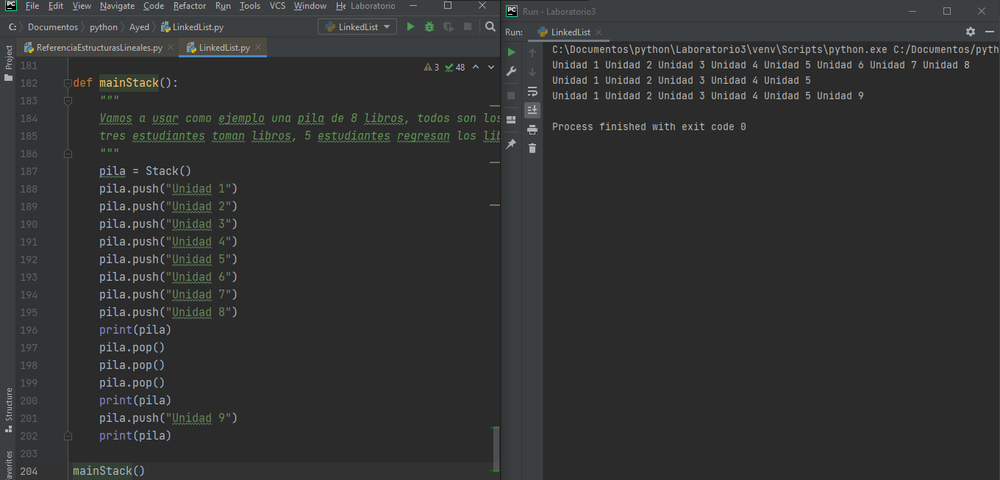 PC File Edit View Navigate Code Refactor Run Tools VCS Window He Laboratorio
C: Documentos python Ayed LinkedList.py LinkedList
ReferenciaEstructurasLineales.py LinkedList.py
Project
3 48
181
182 def mainStack():
183 """
184 Vamos a usar como ejemplo una pila de 8 libros, todos son los
185 tres estudiantes toman libros, 5 estudiantes regresan los lib
186 """
187 pila = Stack()
188 pila.push("Unidad 1")
189 pila.push("Unidad 2")
190 pila.push("Unidad 3")
191 pila.push("Unidad 4")
192 pila.push("Unidad 5")
193 pila.push("Unidad 6")
194 pila.push("Unidad 7")
195 pila.push("Unidad 8")
196 print(pila)
197 pila.pop()
198 pila.pop()
199 pila.pop()
200 print(pila)
201 pila.push("Unidad 9")
202 print(pila)
203
204 mainStack()
Structure
avorites
PC Run - Laboratorio3
Run: LinkedList
C:\Documentos\python\Laboratorio3\venv\Scripts\python.exe C:/Documentos/pyth
Unidad 1 Unidad 2 Unidad 3 Unidad 4 Unidad 5 Unidad 6 Unidad 7 Unidad 8
Unidad 1 Unidad 2 Unidad 3 Unidad 4 Unidad 5
Unidad 1 Unidad 2 Unidad 3 Unidad 4 Unidad 5 Unidad 9
Process finished with exit code 0